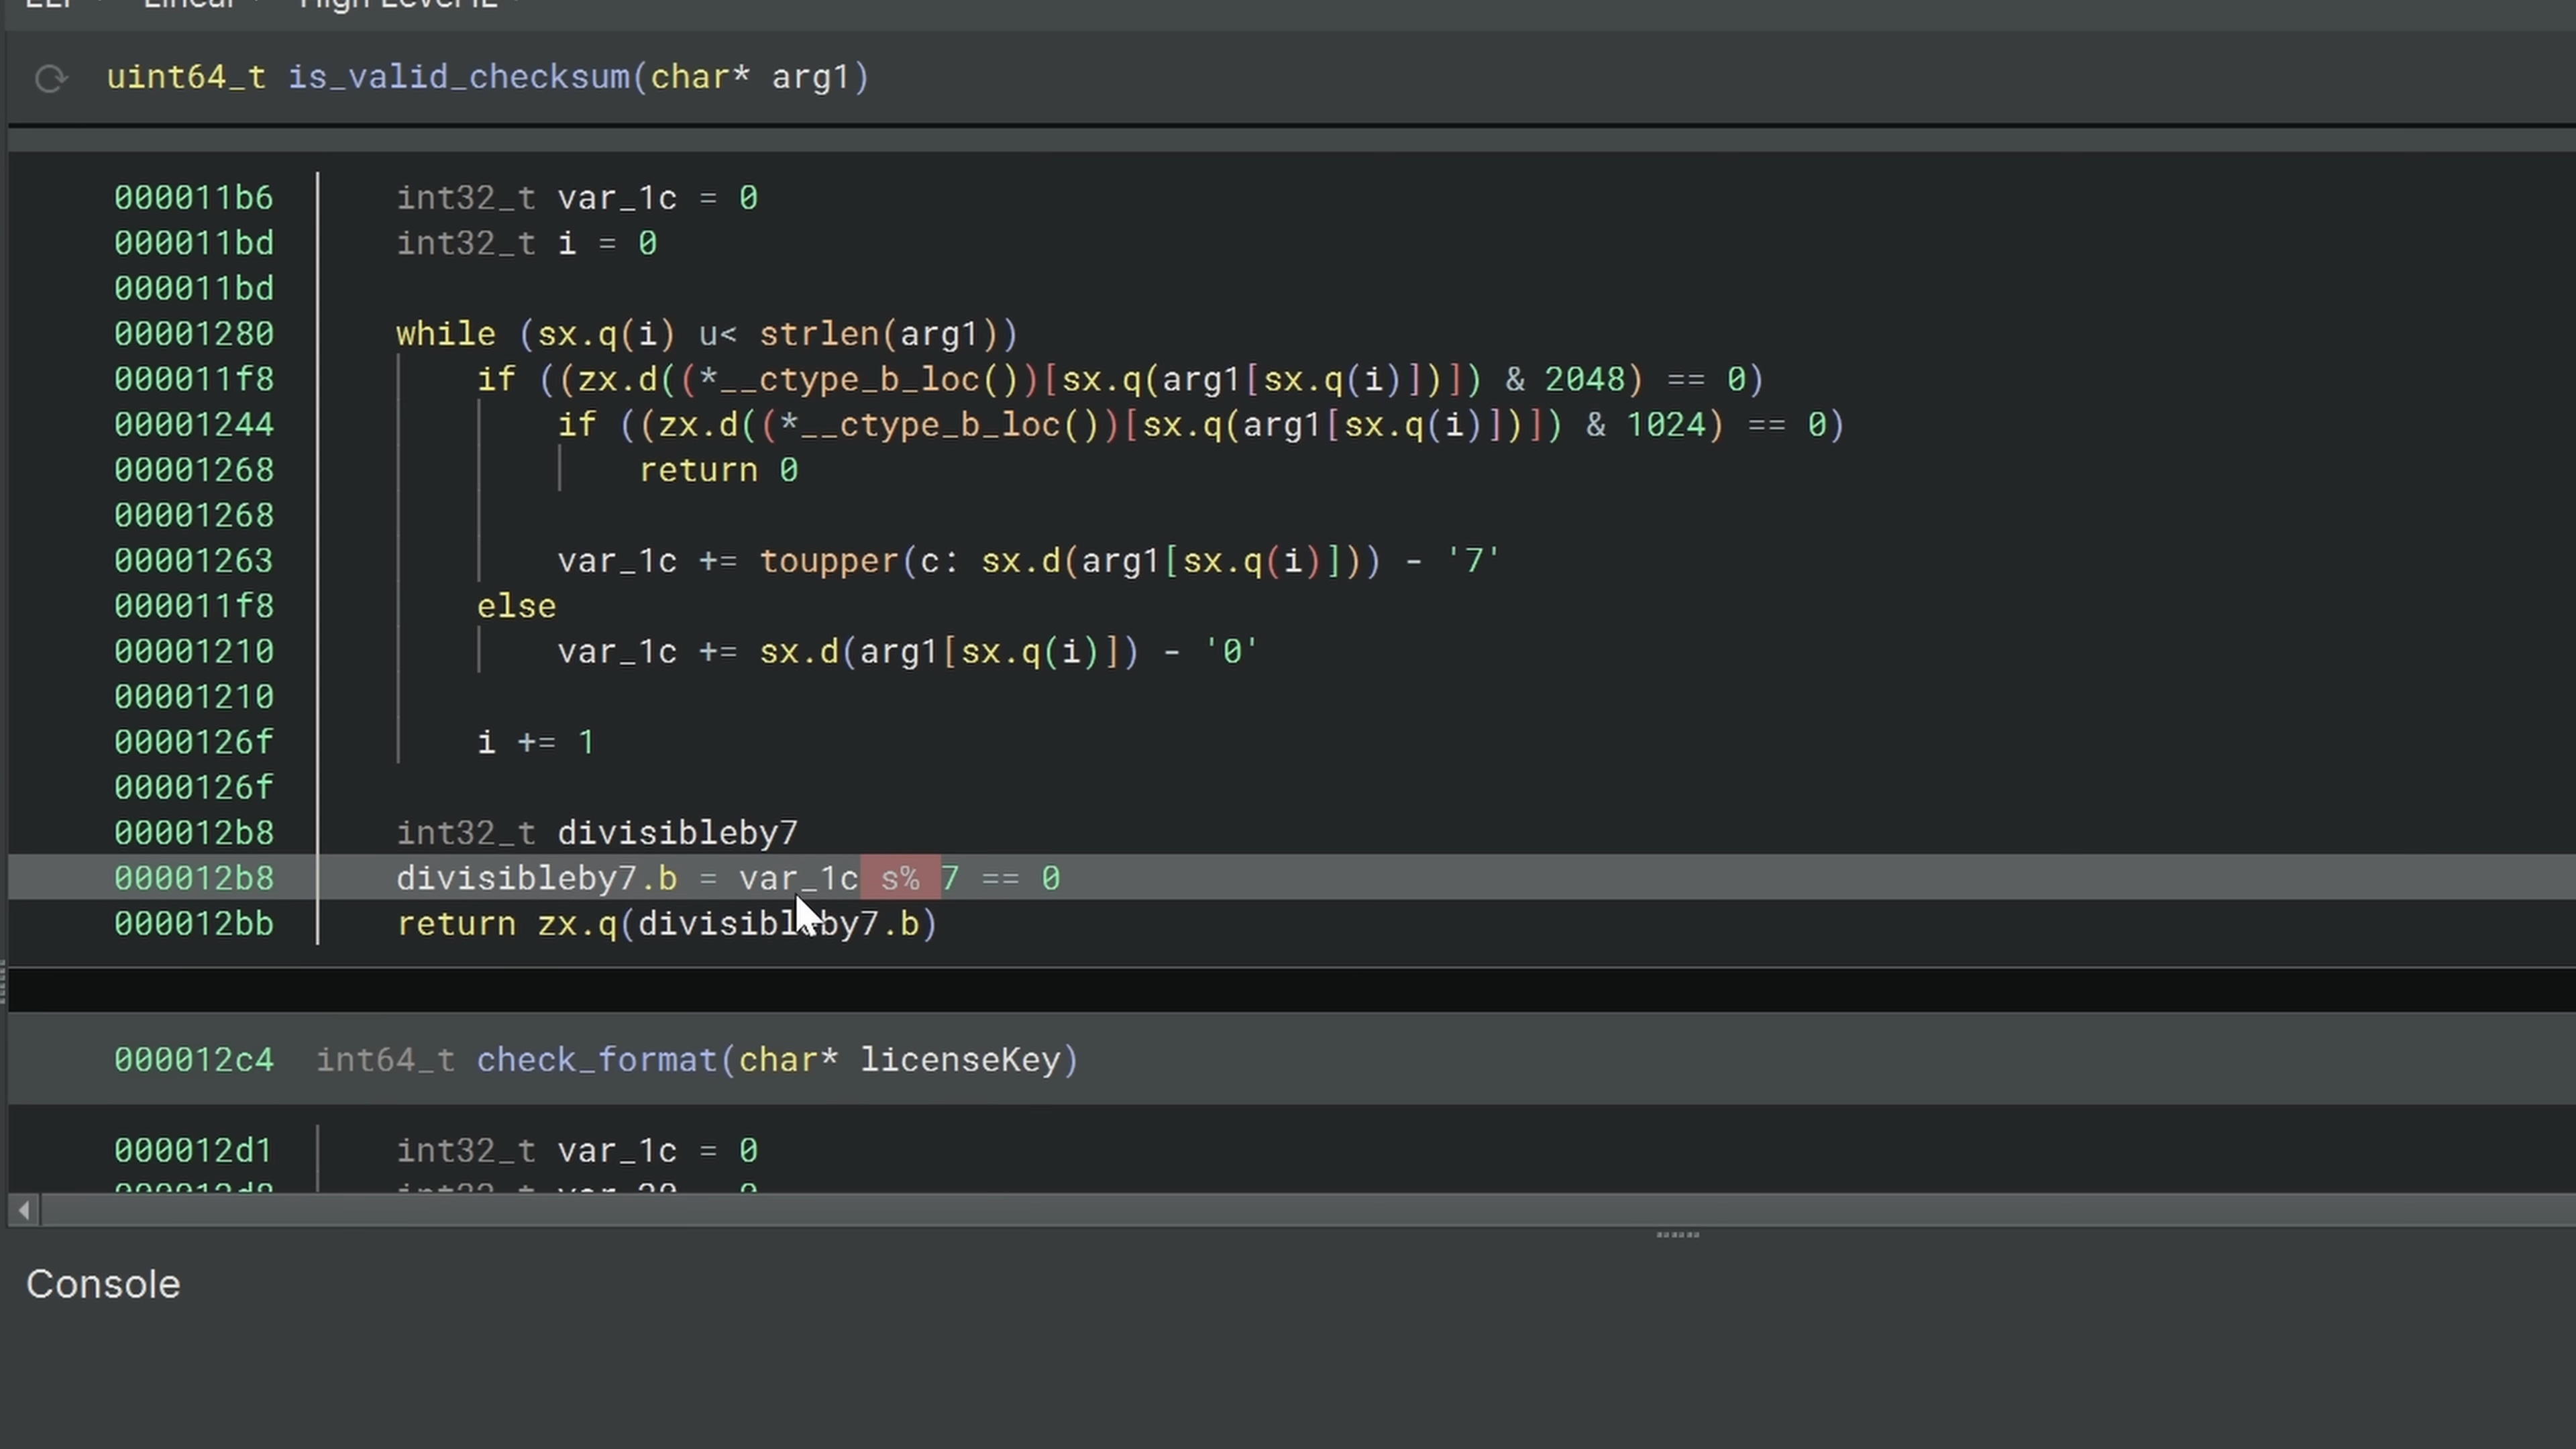 Linear
High Level IL
uint64_t is_valid_checksum(char* arg1)
000011b6 int32_t var_1c = 0
000011bd int32_t i = 0
000011bd
00001280 while (sx.q(i) u< strlen(arg1))
000011f8 if ((zx.d((*__ctype_b_loc())[sx.q(arg1[sx.q(i)])]) & 2048) == 0)
00001244 if ((zx.d((*__ctype_b_loc())[sx.q(arg1[sx.q(i)])]) & 1024) == 0)
00001268 return 0
00001268
00001263 var_1c += toupper(c: sx.d(arg1[sx.q(i)])) - '7'
000011f8 else
00001210 var_1c += sx.d(arg1[sx.q(i)]) - '0'
00001210
0000126f i += 1
0000126f
000012b8 int32_t divisibleby7
000012b8 divisibleby7.b = var_1c s% 7 == 0
000012bb return zx.q(divisibleby7.b)
000012c4 int64_t check_format(char* licenseKey)
000012d1 int32_t var_1c = 0
Console